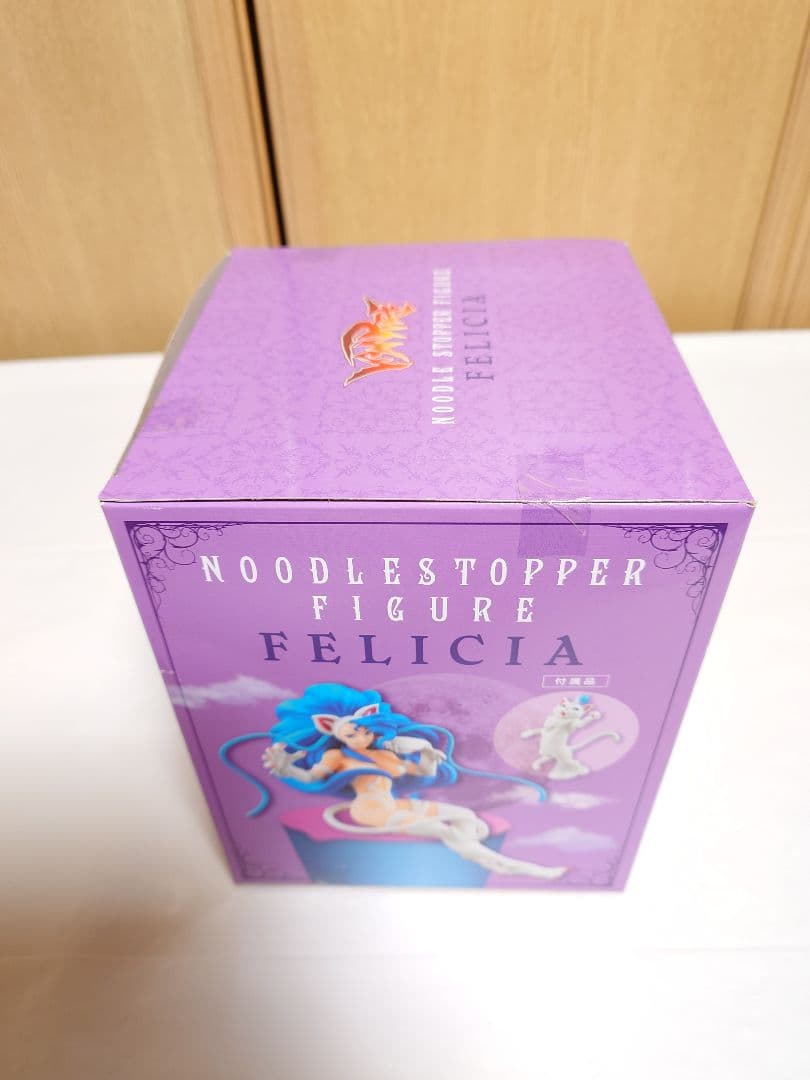 NOODLE STOPPER FIGURE
FELICIA
NOODLESTOPPER
FIGURE
FELICIA
付属品